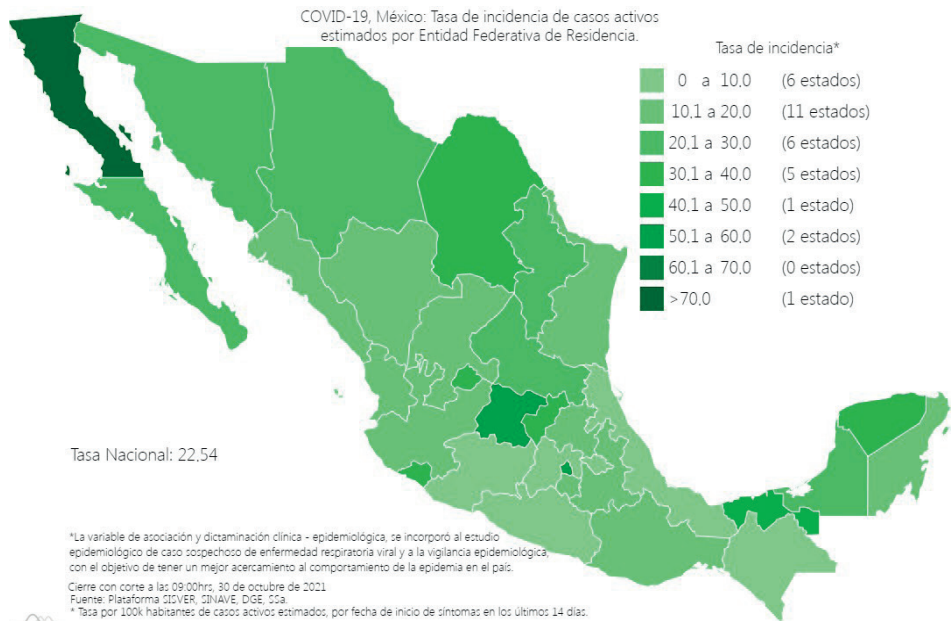 COVID-19, México: Tasa de incidencia de casos activos
estimados por Entidad Federativa de Residencia.
Tasa de incidencia*
0 a 10,0 (6 estados)
10,1 a 20,0 (11 estados)
20,1 a 30,0 (6 estados)
30,1 a 40,0 (5 estados)
40,1 a 50,0 (1 estado)
50,1 a 60,0 (2 estados)
60,1 a 70,0 (0 estados)
>70,0 (1 estado)
Tasa Nacional: 22,54
*La variable de asociación y dictaminación clínica - epidemiológica, se incorporó al estudio
epidemiológico de caso sospechoso de enfermedad respiratoria viral y a la vigilancia epidemiológica,
con el objetivo de tener un mejor acercamiento al comportamiento de la epidemia en el país.
Cierre con corte a las 09:00hrs, 30 de octubre de 2021
Fuente: Plataforma SISVER, SINAVE, DGE, SSa.
* Tasa por 100k habitantes de casos activos estimados, por fecha de inicio de síntomas en los últimos 14 días.